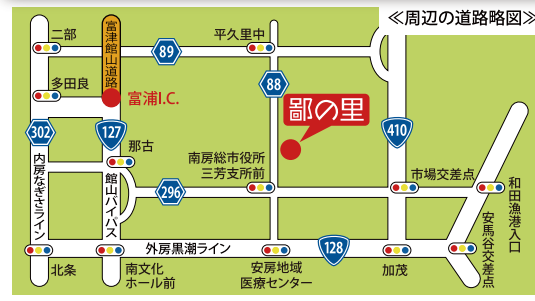 ≪周辺の道路略図≫
二部
富津館山道路
89
平久里中
多田良
富浦I.C.
88
鄙の里
302
127
那古
410
南房総市役所
三芳支所前
296
市場交差点
和田漁港入口
内房なぎさライン
館山バイパス
外房黒潮ライン
128
安馬谷交差点
北条
南文化
ホール前
安房地域
医療センター
加茂